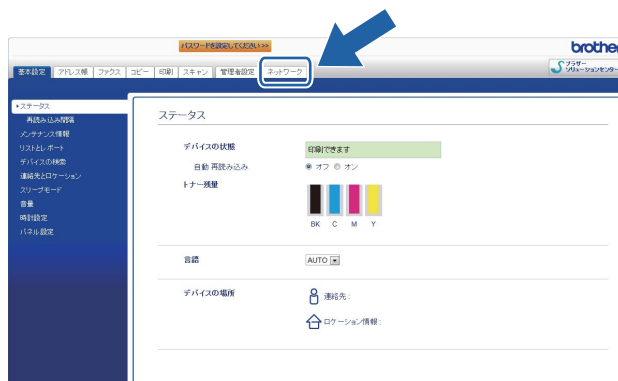 パスワードを設定してください>>
brother
基本設定 アドレス帳 ファクス コピー 印刷 スキャン 管理者設定 ネットワーク
ブラザー
ソリューションセンター
ステータス
再読み込み間隔
メンテナンス情報
リストとレポート
デバイスの検索
連絡先とロケーション
スリープモード
音量
時計設定
パネル設定
ステータス
デバイスの状態 印刷できます
自動 再読み込み オフ オン
トナー残量
BK C M Y
言語 AUTO
デバイスの場所 連絡先:
ロケーション情報: